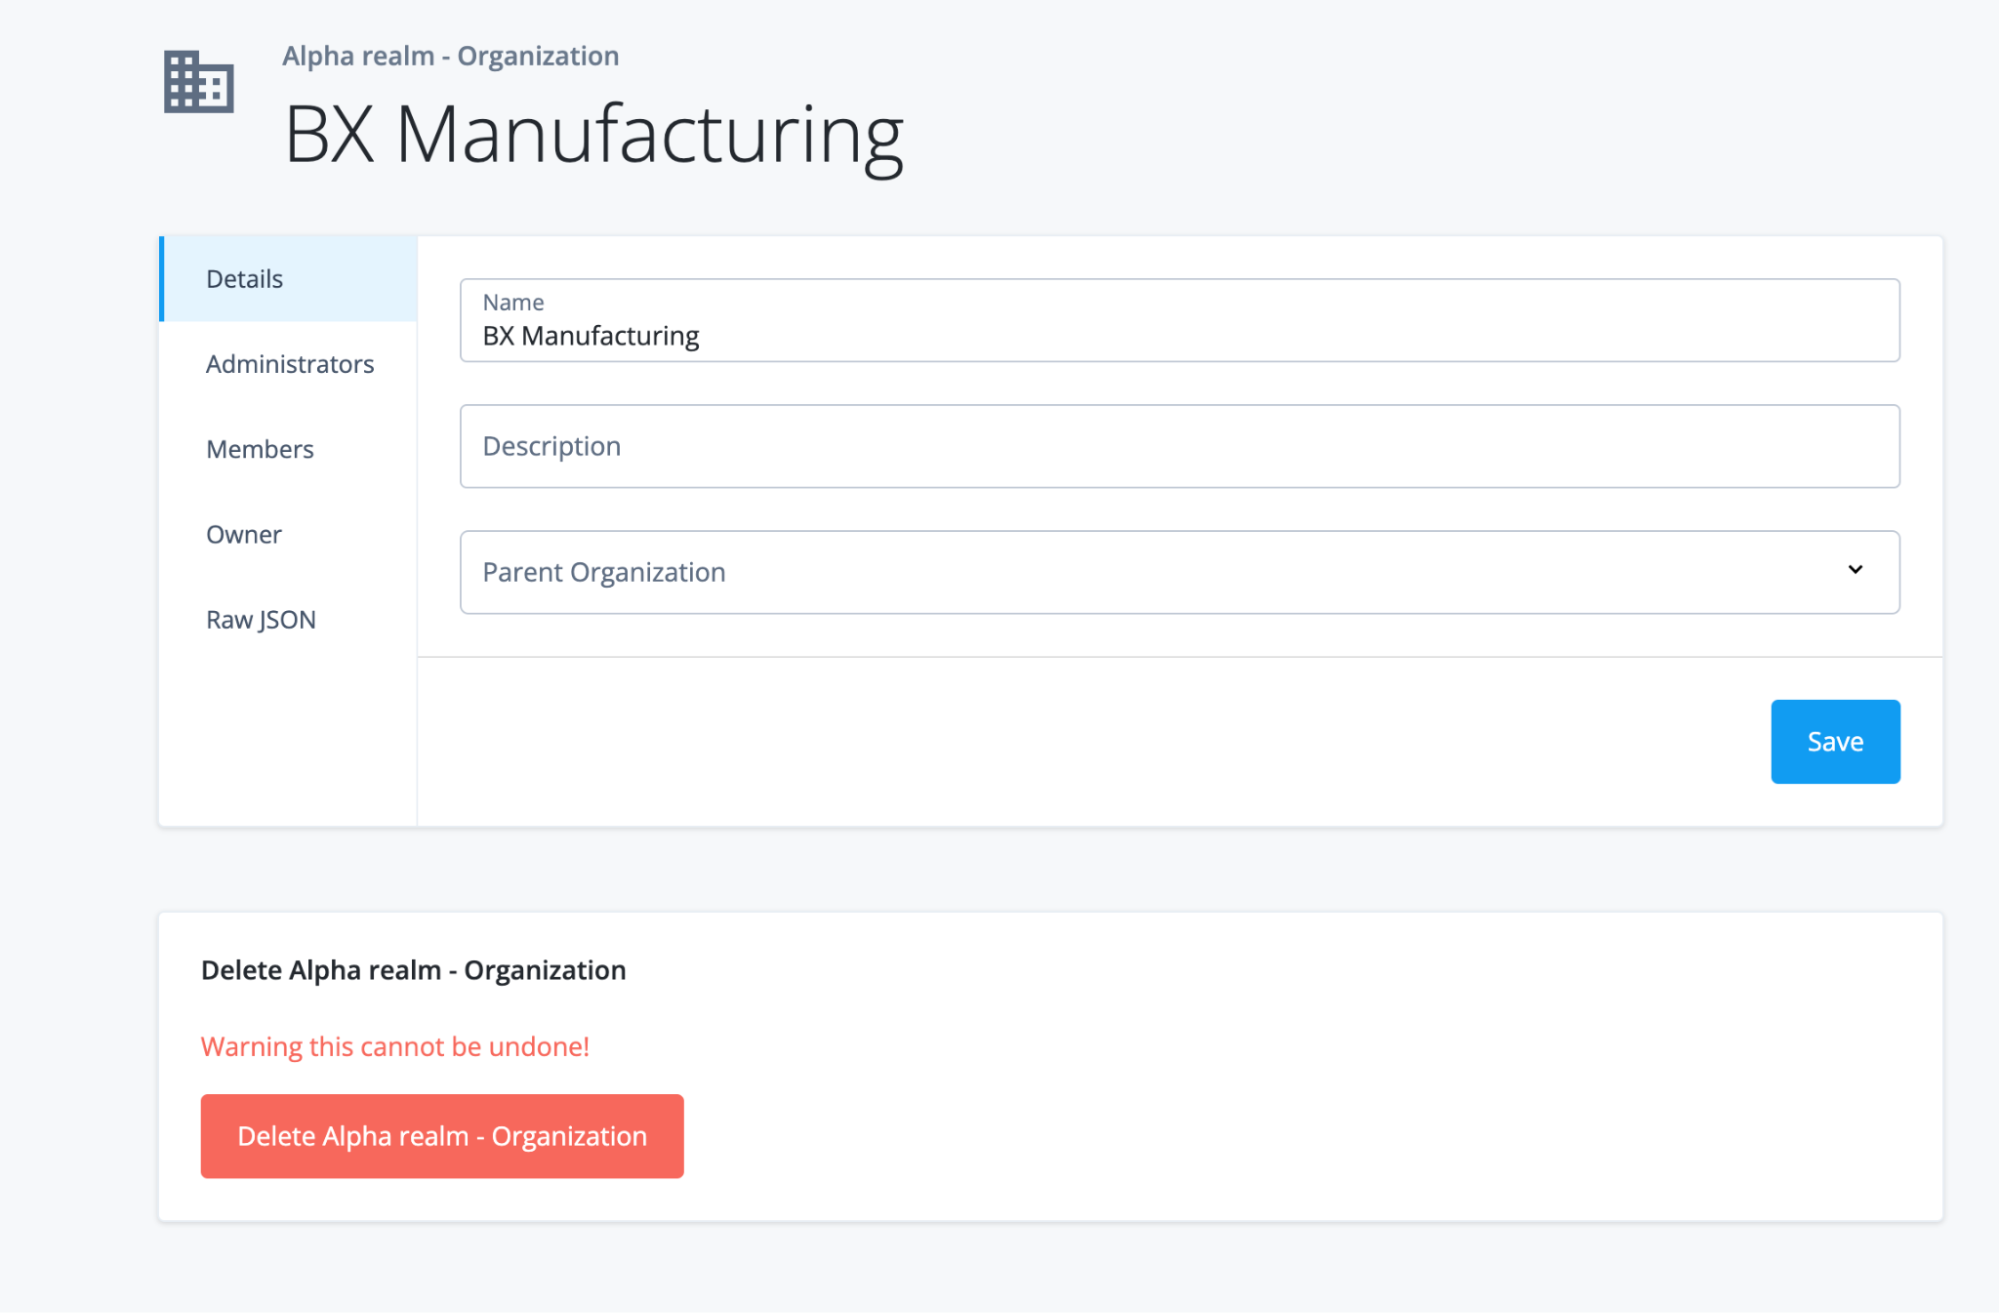 Alpha realm - Organization
BX Manufacturing
Details
Administrators
Members
Owner
Raw JSON
Name
BX Manufacturing
Description
Parent Organization
Save
Delete Alpha realm - Organization
Warning this cannot be undone!
Delete Alpha realm - Organization